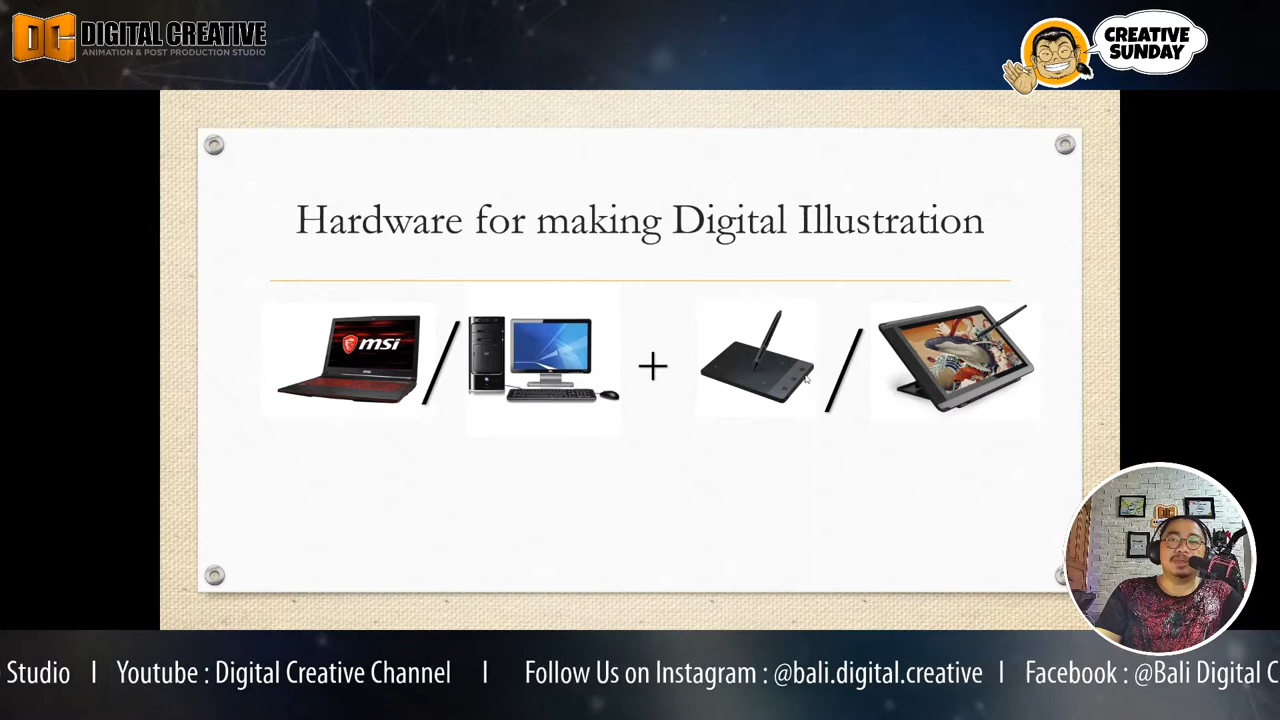 DC DIGITAL CREATIVE
ANIMATION & POST PRODUCTION STUDIO
CREATIVE
SUNDAY
Hardware for making Digital Illustration
msi
/
+
/
Studio I Youtube : Digital Creative Channel I Follow Us on Instagram : @bali.digital.creative I Facebook : @Bali Digital C